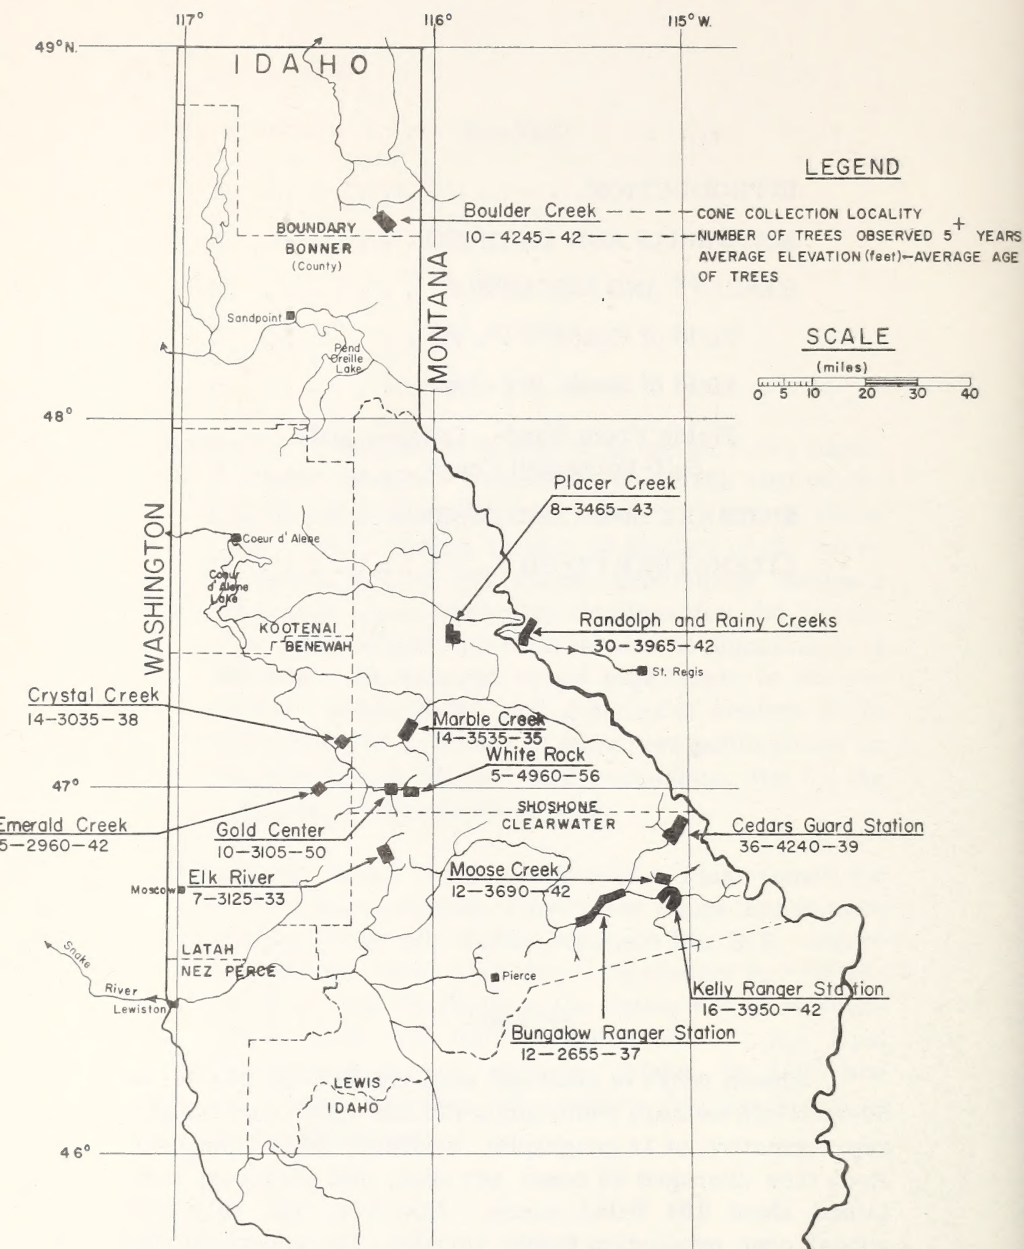 117° 116° 115° W.
49° N.
IDAHO
LEGEND
Boulder Creek — — — — CONE COLLECTION LOCALITY
10—4245—42 — — — — NUMBER OF TREES OBSERVED 5+ YEARS
AVERAGE ELEVATION (feet)—AVERAGE AGE
OF TREES
BOUNDARY
BONNER
(County)
MONTANA
Sandpoint
Pend
Oreille
Lake
SCALE
(miles)
0 5 10 20 30 40
48°
Placer Creek
8—3465—43
WASHINGTON
Coeur d'Alene
Coeur
d'Alene
Lake
KOOTENAI
BENEWAH
Randolph and Rainy Creeks
30—3965—42
St. Regis
Crystal Creek
14—3035—38
Marble Creek
14—3535—35
White Rock
5—4960—56
47°
SHOSHONE
CLEARWATER
Emerald Creek
5—2960—42
Gold Center
10—3105—50
Cedars Guard Station
36—4240—39
Elk River
7—3125—33
Moose Creek
12—3690—42
Moscow
LATAH
NEZ PERCE
Snake
River
Lewiston
Pierce
Kelly Ranger Station
16—3950—42
Bungalow Ranger Station
12—2655—37
LEWIS
IDAHO
46°